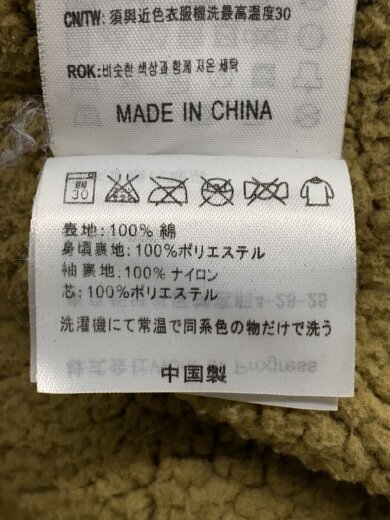 CN/TW: 須與近色衣服機洗最高温度30
ROK:비슷한 색상과 함께 저온 세탁
MADE IN CHINA
30
表地:100% 綿
身頃裏地:100%ポリエステル
袖裏地:100% ナイロン
芯:100%ポリエステル
洗濯機にて常温で同系色の物だけで洗う
中国製